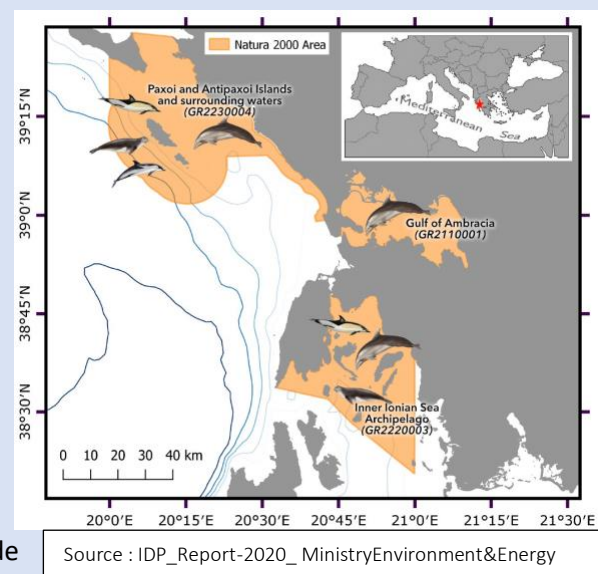 Natura 2000 Area
Mediterranean Sea
Paxoi and Antipaxoi Islands
and surrounding waters
(GR2230004)
39°15'N
39°0'N
Gulf of Ambracia
(GR2110001)
38°45'N
38°30'N
Inner Ionian Sea
Archipelago
(GR2220003)
0 10 20 30 40 km
20°0'E 20°15'E 20°30'E 20°45'E 21°0'E 21°15'E 21°30'E
Source : IDP_Report-2020_ MinistryEnvironment&Energy